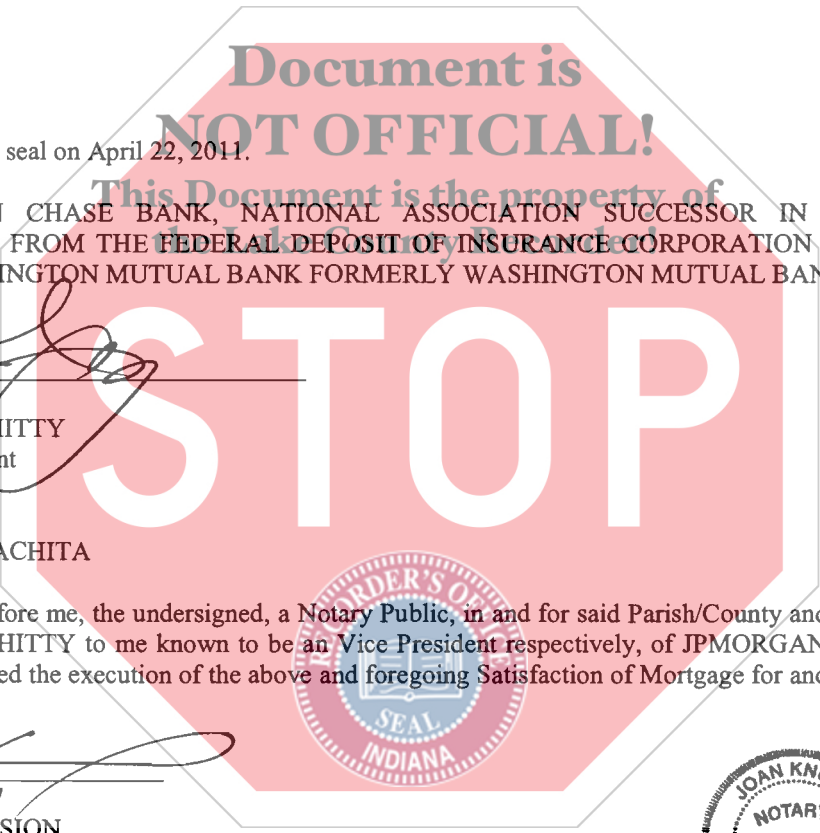 Document is
NOT OFFICIAL!
seal on April 22, 2011.
This Document is the property of
CHASE BANK, NATIONAL ASSOCIATION SUCCESSOR IN
the Lake County Recorder!
FROM THE FEDERAL DEPOSIT OF INSURANCE CORPORATION
INGTON MUTUAL BANK FORMERLY WASHINGTON MUTUAL BAN
STOP
HITTY
nt
ACHITA
fore me, the undersigned, a Notary Public, in and for said Parish/County and
HITTY to me known to be an Vice President respectively, of JPMORGAN
ed the execution of the above and foregoing Satisfaction of Mortgage for and
RECORDER'S OFFICE
SEAL
INDIANA
JOAN KN
NOTAR
SION